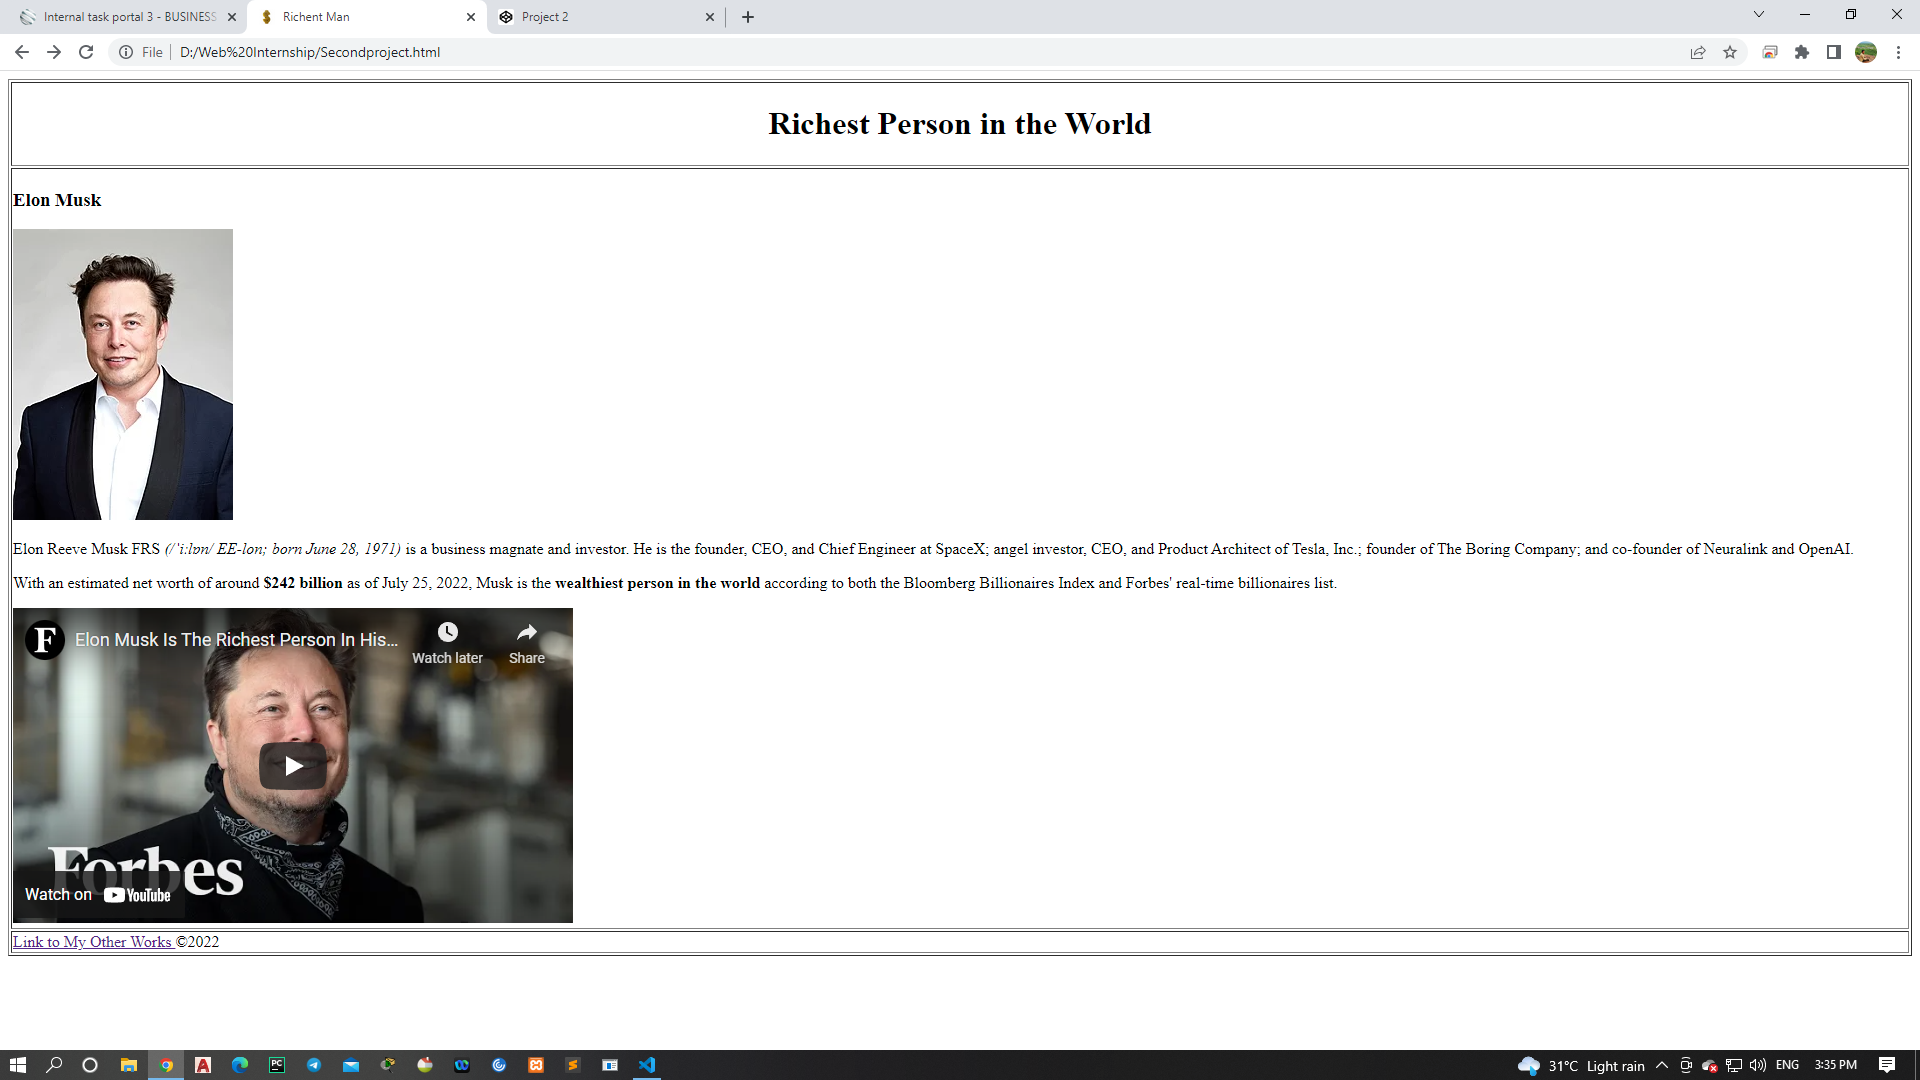 Internal task portal 3 - BUSINESS
Richent Man
Project 2
File
D:/Web%20Internship/Secondproject.html
Richest Person in the World
Elon Musk
Elon Reeve Musk FRS (/ˈiːlɒn/ EE-lon; born June 28, 1971) is a business magnate and investor. He is the founder, CEO, and Chief Engineer at SpaceX; angel investor, CEO, and Product Architect of Tesla, Inc.; founder of The Boring Company; and co-founder of Neuralink and OpenAI.
With an estimated net worth of around $242 billion as of July 25, 2022, Musk is the wealthiest person in the world according to both the Bloomberg Billionaires Index and Forbes' real-time billionaires list.
F
Elon Musk Is The Richest Person In His...
Watch later
Share
Forbes
Watch on YouTube
Link to My Other Works ©2022
PC
31°C Light rain
ENG
3:35 PM